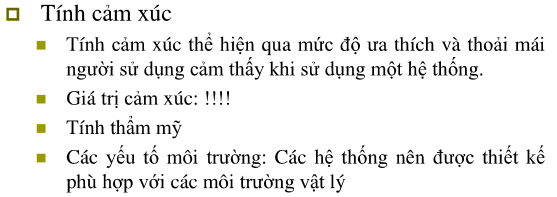 Tính cảm xúc
Tính cảm xúc thể hiện qua mức độ ưa thích và thoải mái
người sử dụng cảm thấy khi sử dụng một hệ thống.
Giá trị cảm xúc: !!!!
Tính thẩm mỹ
Các yếu tố môi trường: Các hệ thống nên được thiết kế
phù hợp với các môi trường vật lý